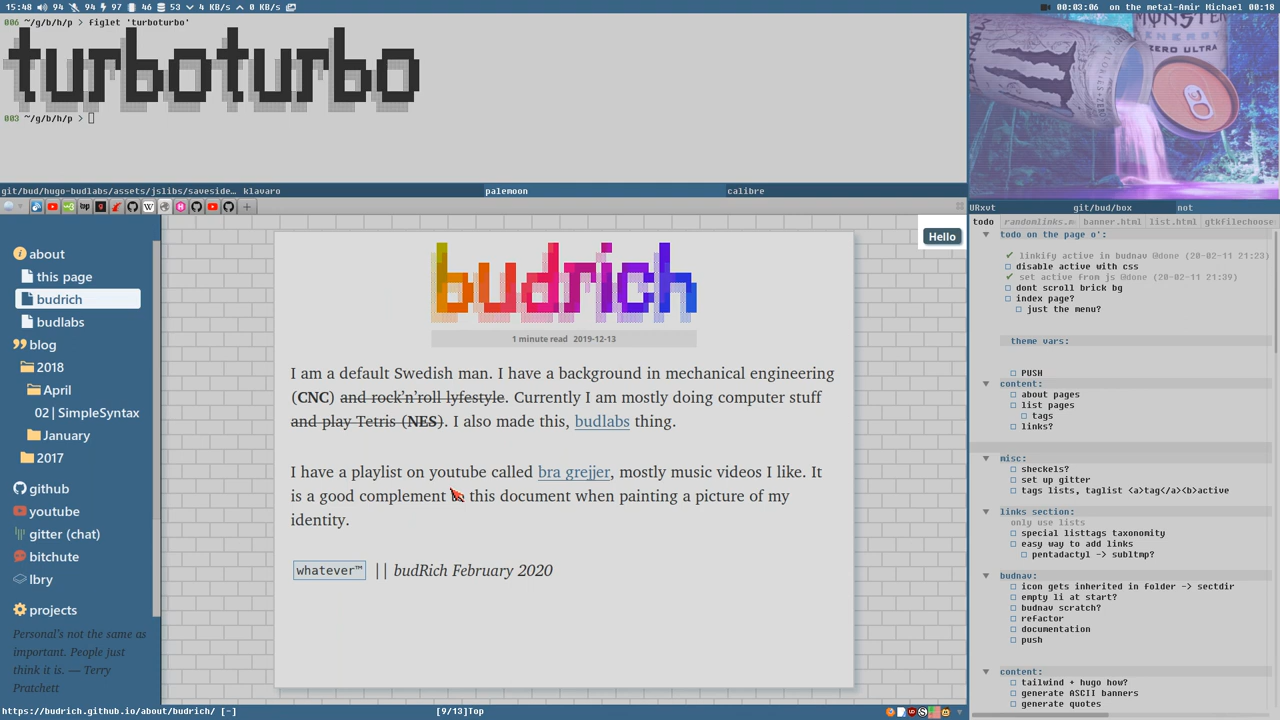 15:48 94 94 97 46 53 4 KB/s 0 KB/s
00:03:06 on the metal-Amir Michael 00:18
006 ~/g/b/h/p > figlet 'turboturbo'
turboturbo
003 ~/g/b/h/p >
MONSTER
ENERGY
ZERO ULTRA
git/bud/hugo-budlabs/assets/jslibs/saveside… klavaro palemoon calibre
URxvt git/bud/box not
todo randomlinks.m banner.html list.html gtkfilechoose
Hello
about
this page
budrich
budlabs
blog
2018
April
02 | SimpleSyntax
January
2017
github
youtube
gitter (chat)
bitchute
lbry
projects
Personal's not the same as
important. People just
think it is. — Terry
Pratchett
budrich
1 minute read 2019-12-13
I am a default Swedish man. I have a background in mechanical engineering
(CNC) and rock'n'roll lyfestyle. Currently I am mostly doing computer stuff
and play Tetris (NES). I also made this, budlabs thing.
I have a playlist on youtube called bra grejjer, mostly music videos I like. It
is a good complement this document when painting a picture of my
identity.
whatever™ || budRich February 2020
todo on the page o':
✓ linkify active in budnav @done (20-02-11 21:23)
disable active with css
✓ set active from js @done (20-02-11 21:39)
dont scroll brick bg
index page?
just the menu?
theme vars:
PUSH
content:
about pages
list pages
tags
links?
misc:
sheckels?
set up gitter
tags lists, taglist <a>tag</a><b>active
links section:
only use lists
special listtags taxonomity
easy way to add links
pentadactyl -> subltmp?
budnav:
icon gets inherited in folder -> sectdir
empty li at start?
budnav scratch?
refactor
documentation
push
content:
tailwind + hugo how?
generate ASCII banners
generate quotes
https://budrich.github.io/about/budrich/ [-] [9/13]Top